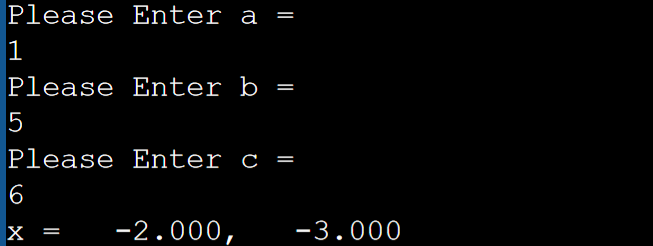 Please Enter a =
1
Please Enter b =
5
Please Enter c =
6
x =   -2.000,   -3.000